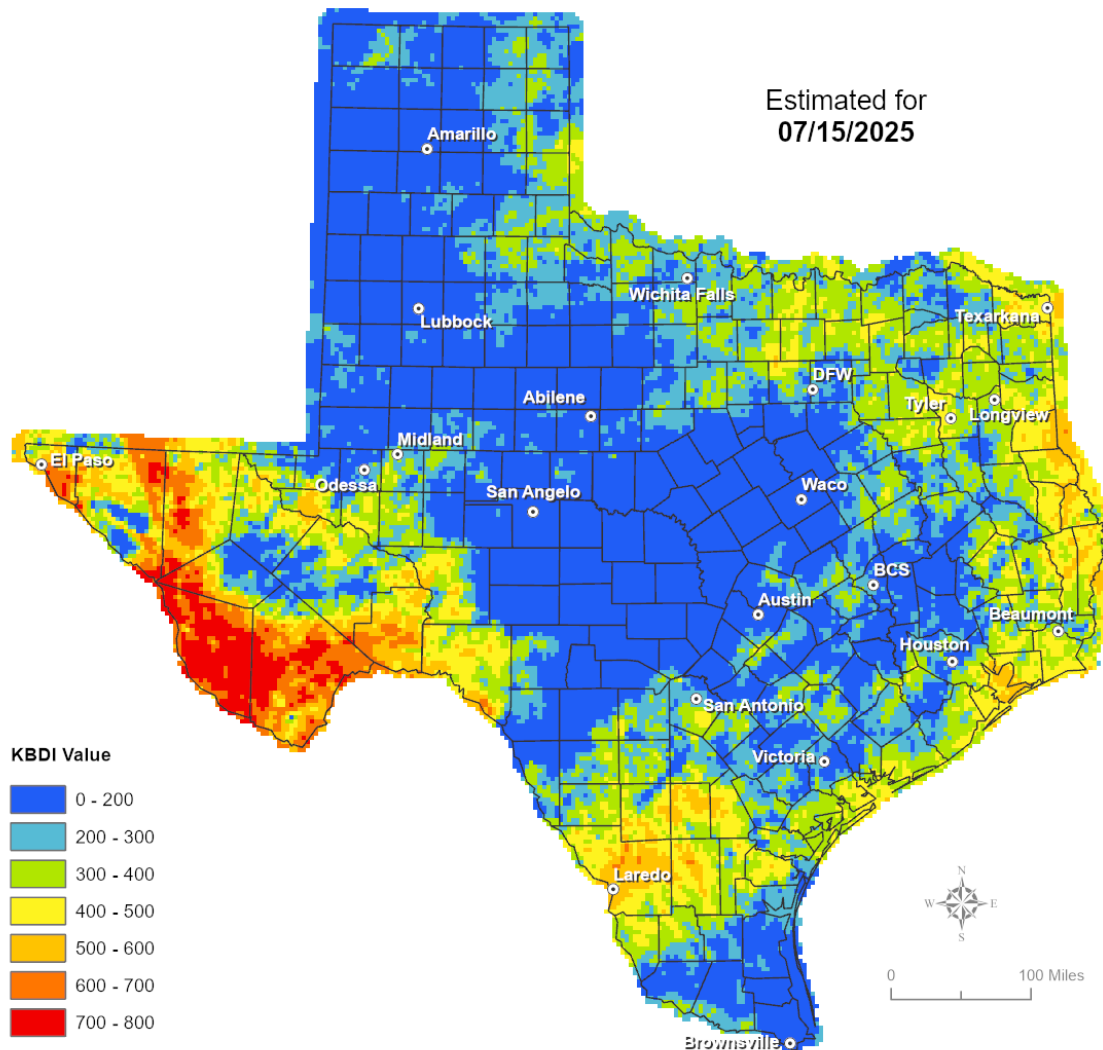 Estimated for
07/15/2025
Amarillo
Wichita Falls
Lubbock
Texarkana
DFW
Abilene
Tyler
Longview
Midland
El Paso
Odessa
San Angelo
Waco
BCS
Austin
Beaumont
Houston
San Antonio
Victoria
KBDI Value
0 - 200
200 - 300
300 - 400
400 - 500
500 - 600
600 - 700
700 - 800
Laredo
N
W
E
S
0
100 Miles
Brownsville